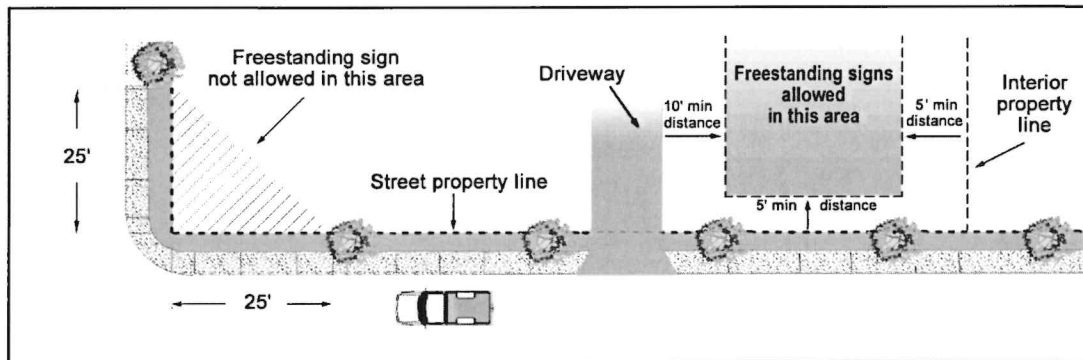 Freestanding sign
not allowed in this area
25'
25'
Street property line
Driveway
10' min
distance
Freestanding signs
allowed
in this area
5' min
distance
Interior
property
line
5' min distance